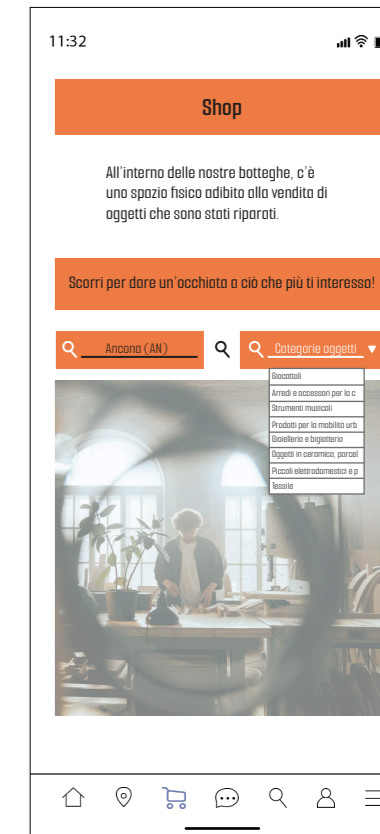 11:32
Shop
All'interno delle nostre botteghe, c'è
uno spazio fisico adibito alla vendita di
oggetti che sono stati riparati.
Scorri per dare un'occhiata a ciò che più ti interessa!
Ancona (AN)
Categorie oggetti
Giocattoli
Arredi e accessori per la c
Strumenti musicali
Prodotti per la mobilità urb
Gioielleria e bigiotteria
Oggetti in ceramica, porcel
Piccoli elettrodomestici e p
Tessile